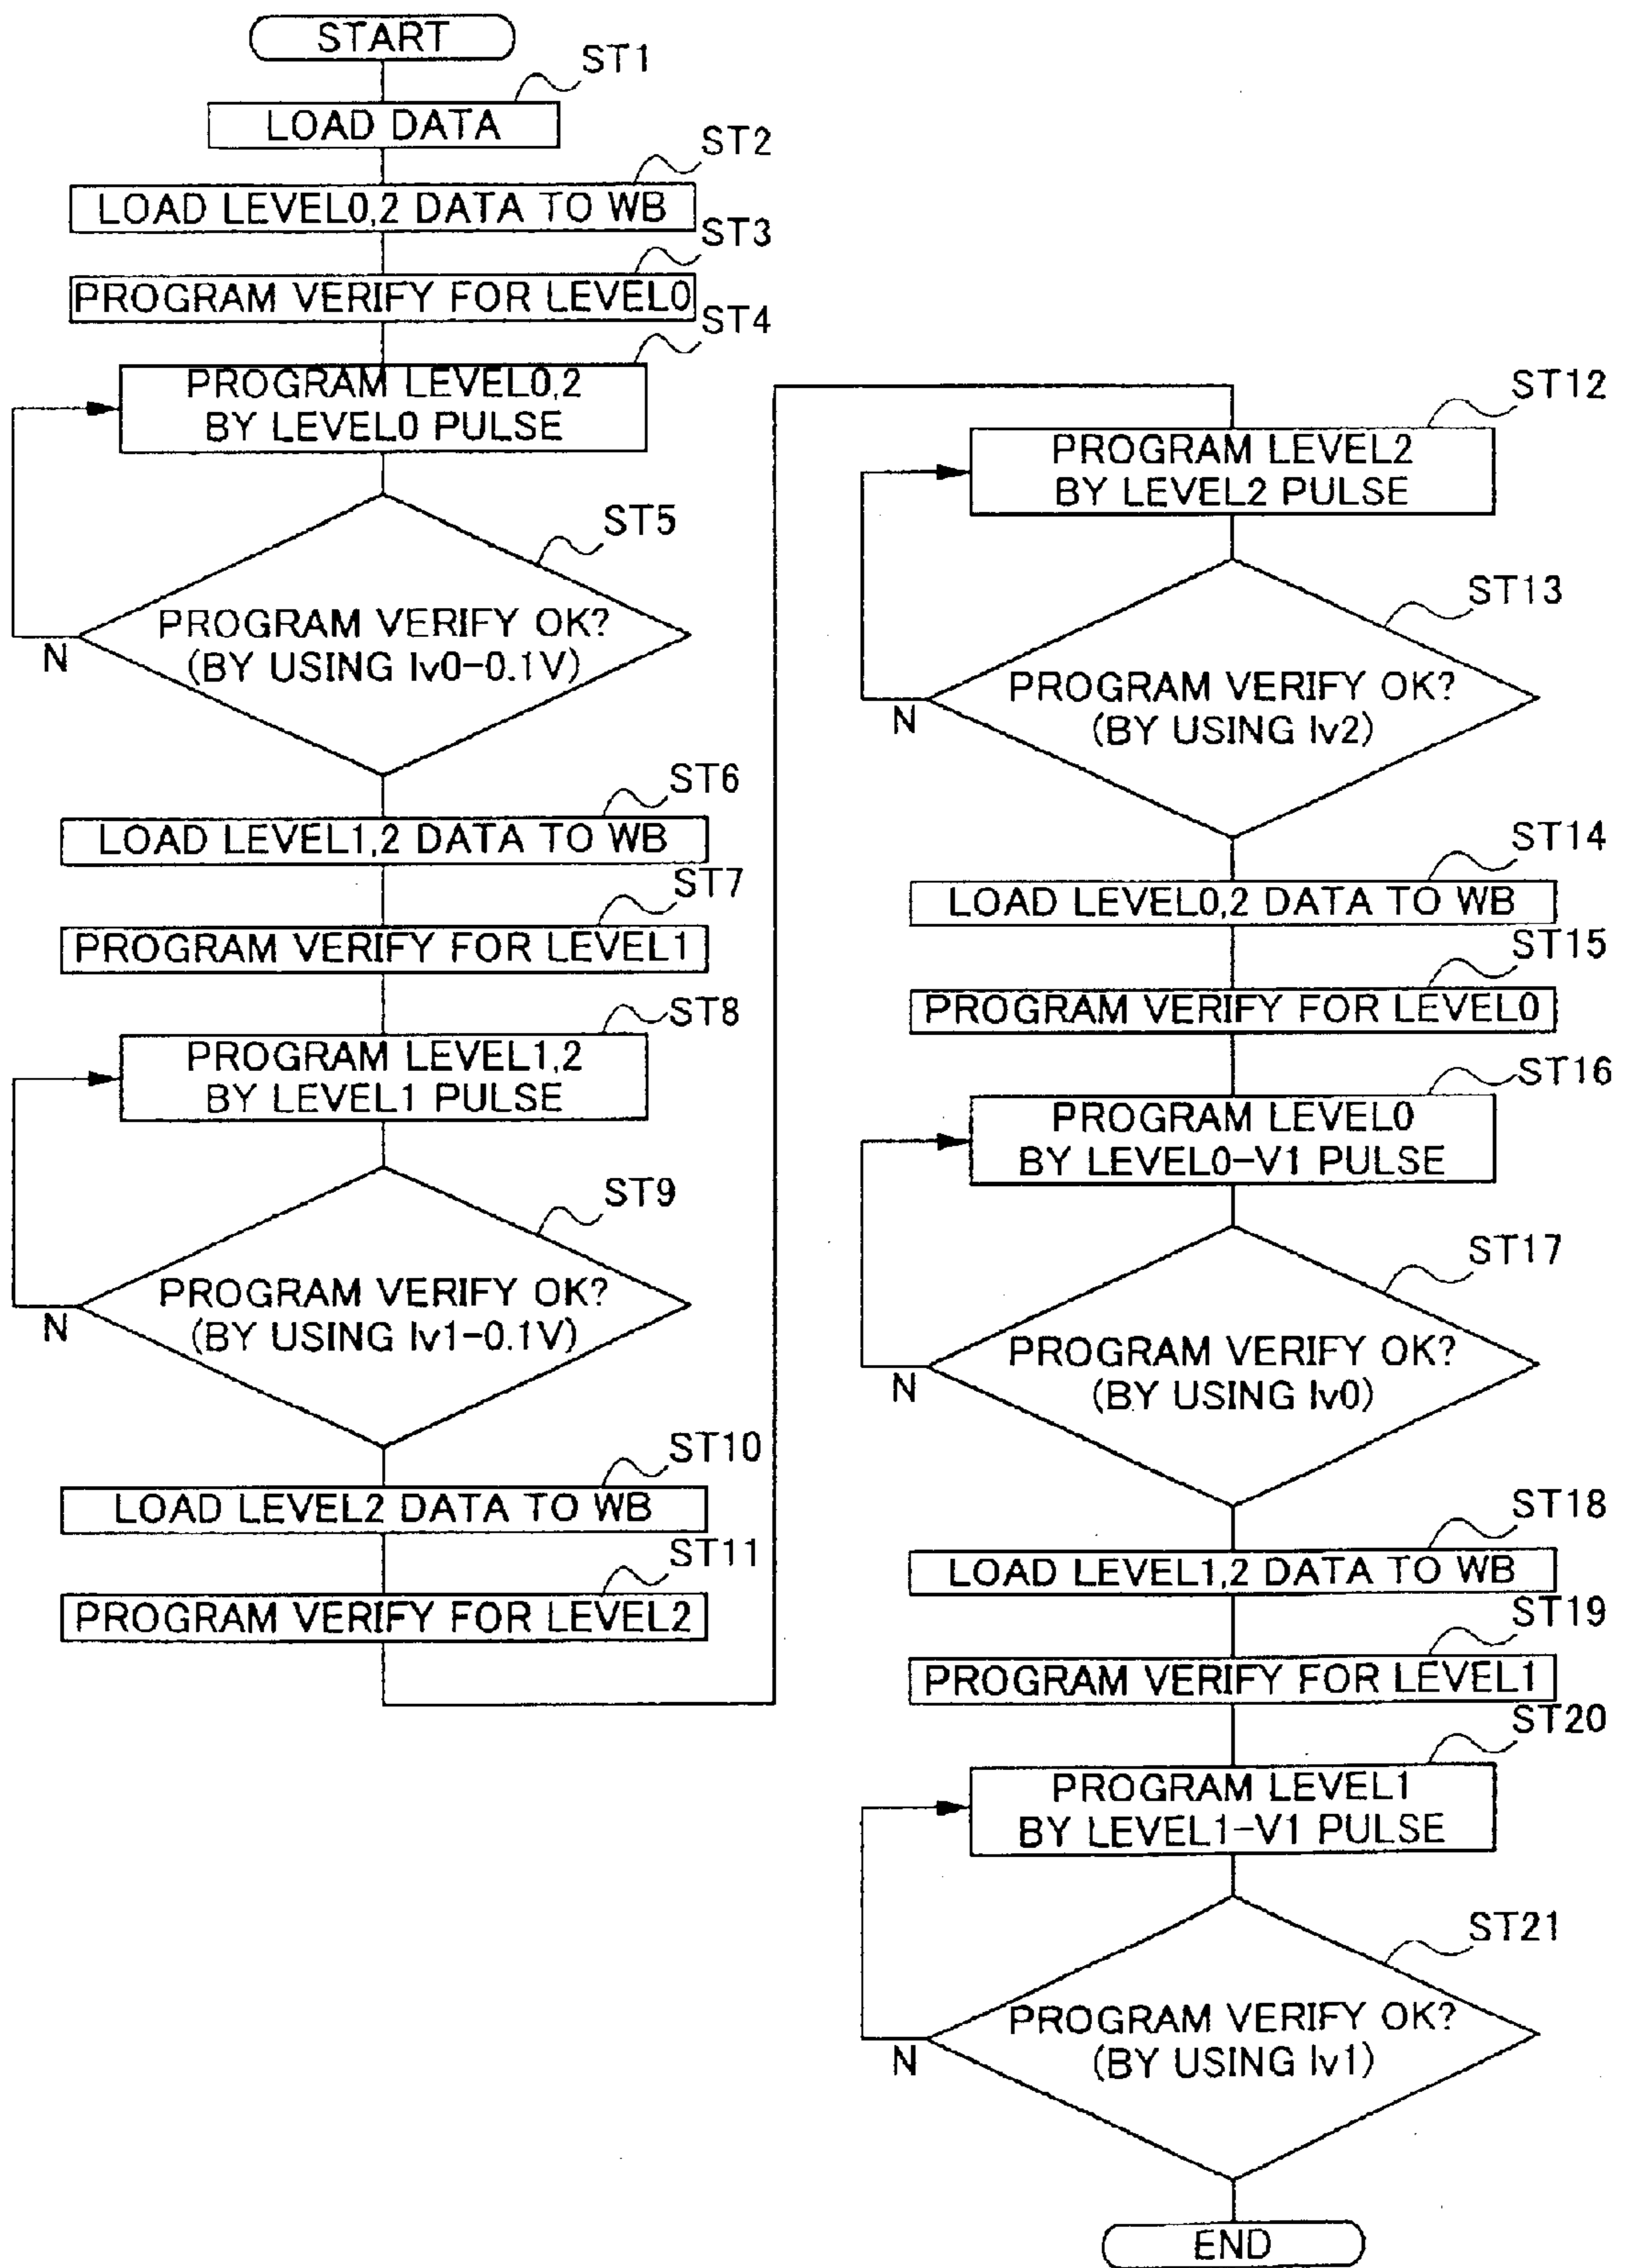 START
ST1
LOAD DATA
ST2
LOAD LEVEL0,2 DATA TO WB
ST3
PROGRAM VERIFY FOR LEVEL0
ST4
PROGRAM LEVEL0,2
BY LEVEL0 PULSE
ST5
PROGRAM VERIFY OK?
(BY USING lv0-0.1V)
N
ST6
LOAD LEVEL1,2 DATA TO WB
ST7
PROGRAM VERIFY FOR LEVEL1
ST8
PROGRAM LEVEL1,2
BY LEVEL1 PULSE
ST9
PROGRAM VERIFY OK?
(BY USING lv1-0.1V)
N
ST10
LOAD LEVEL2 DATA TO WB
ST11
PROGRAM VERIFY FOR LEVEL2
ST12
PROGRAM LEVEL2
BY LEVEL2 PULSE
ST13
PROGRAM VERIFY OK?
(BY USING lv2)
N
ST14
LOAD LEVEL0,2 DATA TO WB
ST15
PROGRAM VERIFY FOR LEVEL0
ST16
PROGRAM LEVEL0
BY LEVEL0-V1 PULSE
ST17
PROGRAM VERIFY OK?
(BY USING lv0)
N
ST18
LOAD LEVEL1,2 DATA TO WB
ST19
PROGRAM VERIFY FOR LEVEL1
ST20
PROGRAM LEVEL1
BY LEVEL1-V1 PULSE
ST21
PROGRAM VERIFY OK?
(BY USING lv1)
N
END